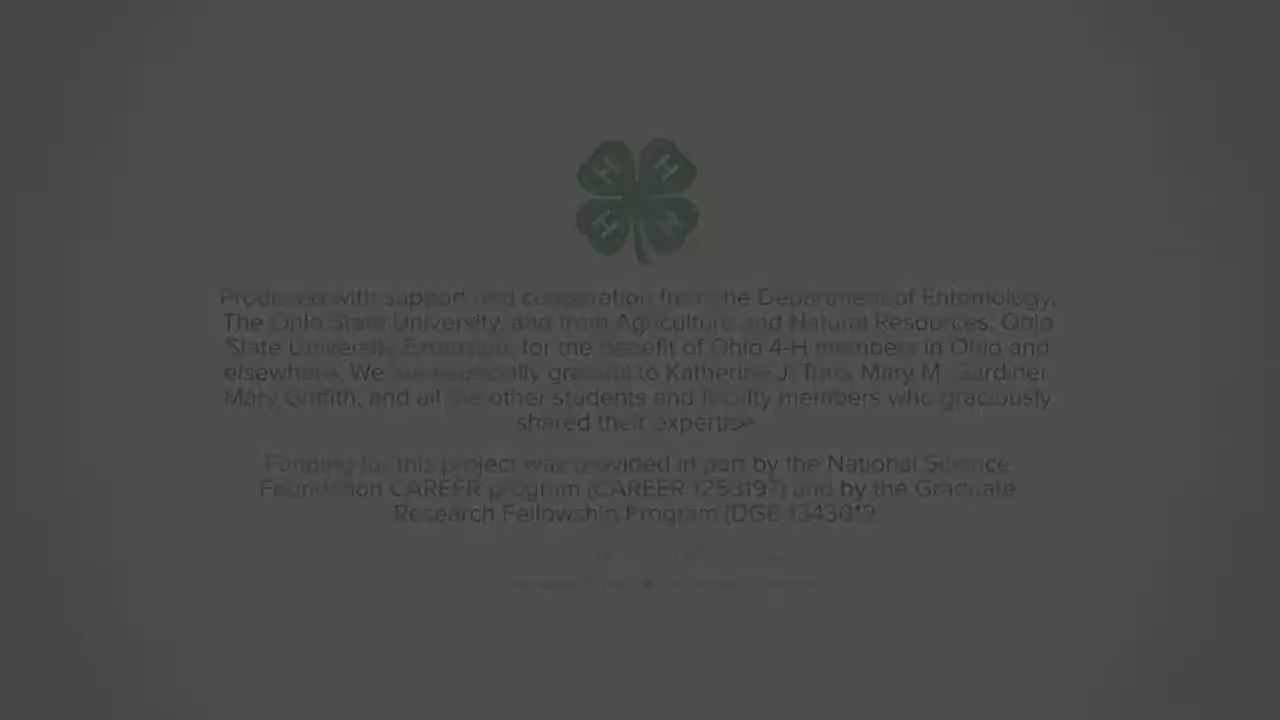 H H
H H
Produced with support and cooperation from the Department of Entomology,
The Ohio State University, and from Agriculture and Natural Resources, Ohio
State University Extension, for the benefit of Ohio 4-H members in Ohio and
elsewhere. We are especially grateful to Katherine J. Mary M. Gardiner,
Mary Griffith, and all the other students and faculty members who graciously
shared their expertise.
Funding for this project was provided in part by the National Science
Foundation CAREER program (CAREER 1253197) and by the Graduate
Research Fellowship Program (DGE